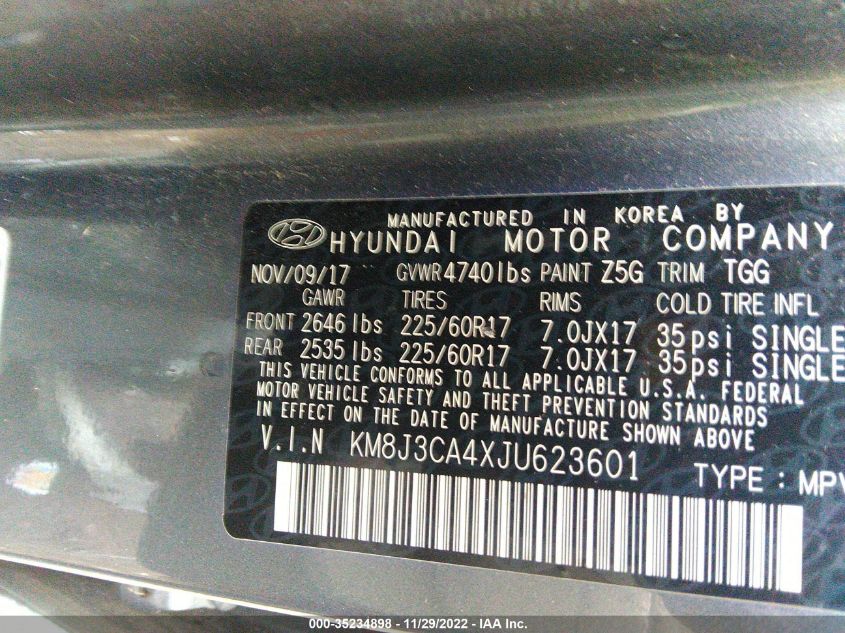 MANUFACTURED IN KOREA BY
HYUNDAI MOTOR COMPANY
NOV/09/17 GVWR 4740lbs PAINT Z5G TRIM TGG
GAWR TIRES RIMS COLD TIRE INFL
FRONT 2646 lbs 225/60R17 7.0JX17 35psi SINGLE
REAR 2535 lbs 225/60R17 7.0JX17 35psi SINGLE
THIS VEHICLE CONFORMS TO ALL APPLICABLE U.S.A. FEDERAL
MOTOR VEHICLE SAFETY AND THEFT PREVENTION STANDARDS
IN EFFECT ON THE DATE OF MANUFACTURE SHOWN ABOVE
V.I.N KM8J3CA4XJU623601
TYPE : MPV
000-35234898 - 11/29/2022 - IAA Inc.